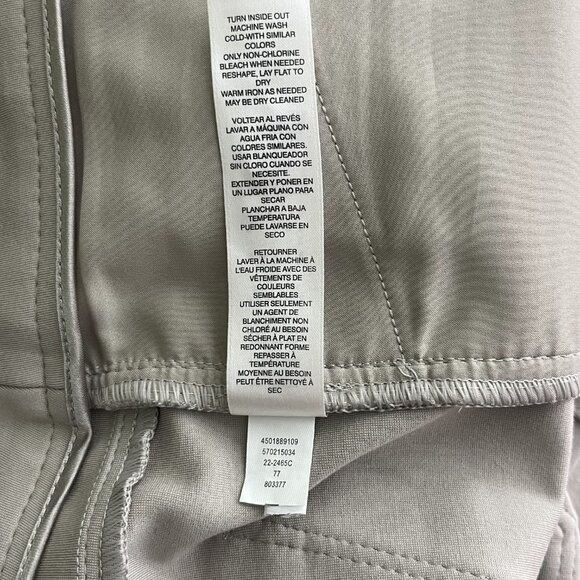 TURN INSIDE OUT
MACHINE WASH
COLD-WITH SIMILAR
COLORS
ONLY NON-CHLORINE
BLEACH WHEN NEEDED
RESHAPE, LAY FLAT TO
DRY
WARM IRON AS NEEDED
MAY BE DRY CLEANED
VOLTEAR AL REVÉS
LAVAR A MÁQUINA CON
AGUA FRIA CON
COLORES SIMILARES.
USAR BLANQUEADOR
SIN CLORO CUANDO SE
NECESITE.
EXTENDER Y PONER EN
UN LUGAR PLANO PARA
SECAR
PLANCHAR A BAJA
TEMPERATURA
PUEDE LAVARSE EN
SECO
RETOURNER
LAVER À LA MACHINE À
L'EAU FROIDE AVEC DES
VÊTEMENTS DE
COULEURS
SEMBLABLES
UTILISER SEULEMENT
UN AGENT DE
BLANCHIMENT NON
CHLORÉ AU BESOIN
SÉCHER À PLAT EN
REDONNANT FORME
REPASSER À
TEMPÉRATURE
MOYENNE AU BESOIN
PEUT ÊTRE NETTOYÉ À
SEC
4501889109
570215034
22-2465C
77
803377